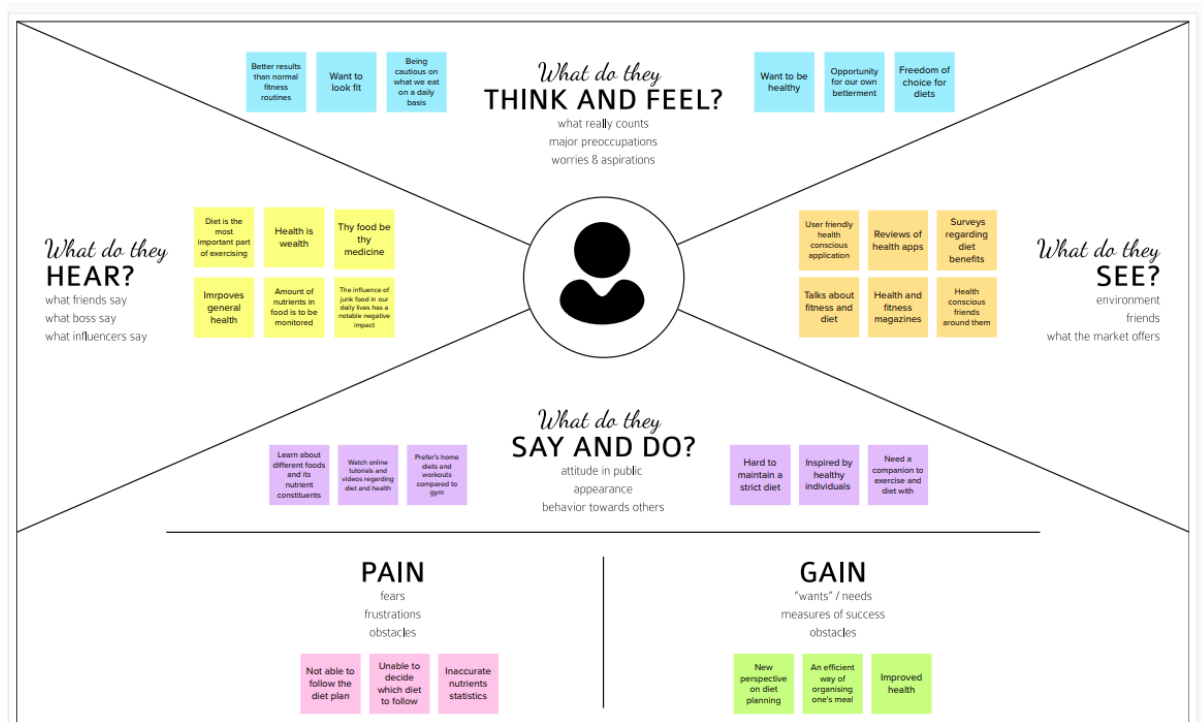 What do they
THINK AND FEEL?
what really counts
major preoccupations
worries & aspirations
Better results
than normal
fitness
routines
Want to
look fit
Being
cautious on
what we eat
on a daily
basis
Want to be
healthy
Opportunity
for our own
betterment
Freedom of
choice for
diets
What do they
HEAR?
what friends say
what boss say
what influencers say
Diet is the
most
important part
of exercising
Health is
wealth
Thy food be
thy
medicine
Imrpoves
general
health
Amount of
nutrients in
food is to be
monitored
The influence of
junk food in our
daily lives has a
notable negative
impact
What do they
SEE?
environment
friends
what the market offers
User friendly
health
conscious
application
Reviews of
health apps
Surveys
regarding
diet
benefits
Talks about
fitness and
diet
Health and
fitness
magazines
Health
conscious
friends
around them
What do they
SAY AND DO?
attitude in public
appearance
behavior towards others
Learn about
different foods
and its
nutrient
constituents
Watch online
tutorials and
videos regarding
diet and health
Prefer's home
diets and
workouts
compared to
gym
Hard to
maintain a
strict diet
Inspired by
healthy
individuals
Need a
companion to
exercise and
diet with
PAIN
fears
frustrations
obstacles
Not able to
follow the
diet plan
Unable to
decide
which diet
to follow
Inaccurate
nutrients
statistics
GAIN
"wants" / needs
measures of success
obstacles
New
perspective
on diet
planning
An efficient
way of
organising
one's meal
Improved
health